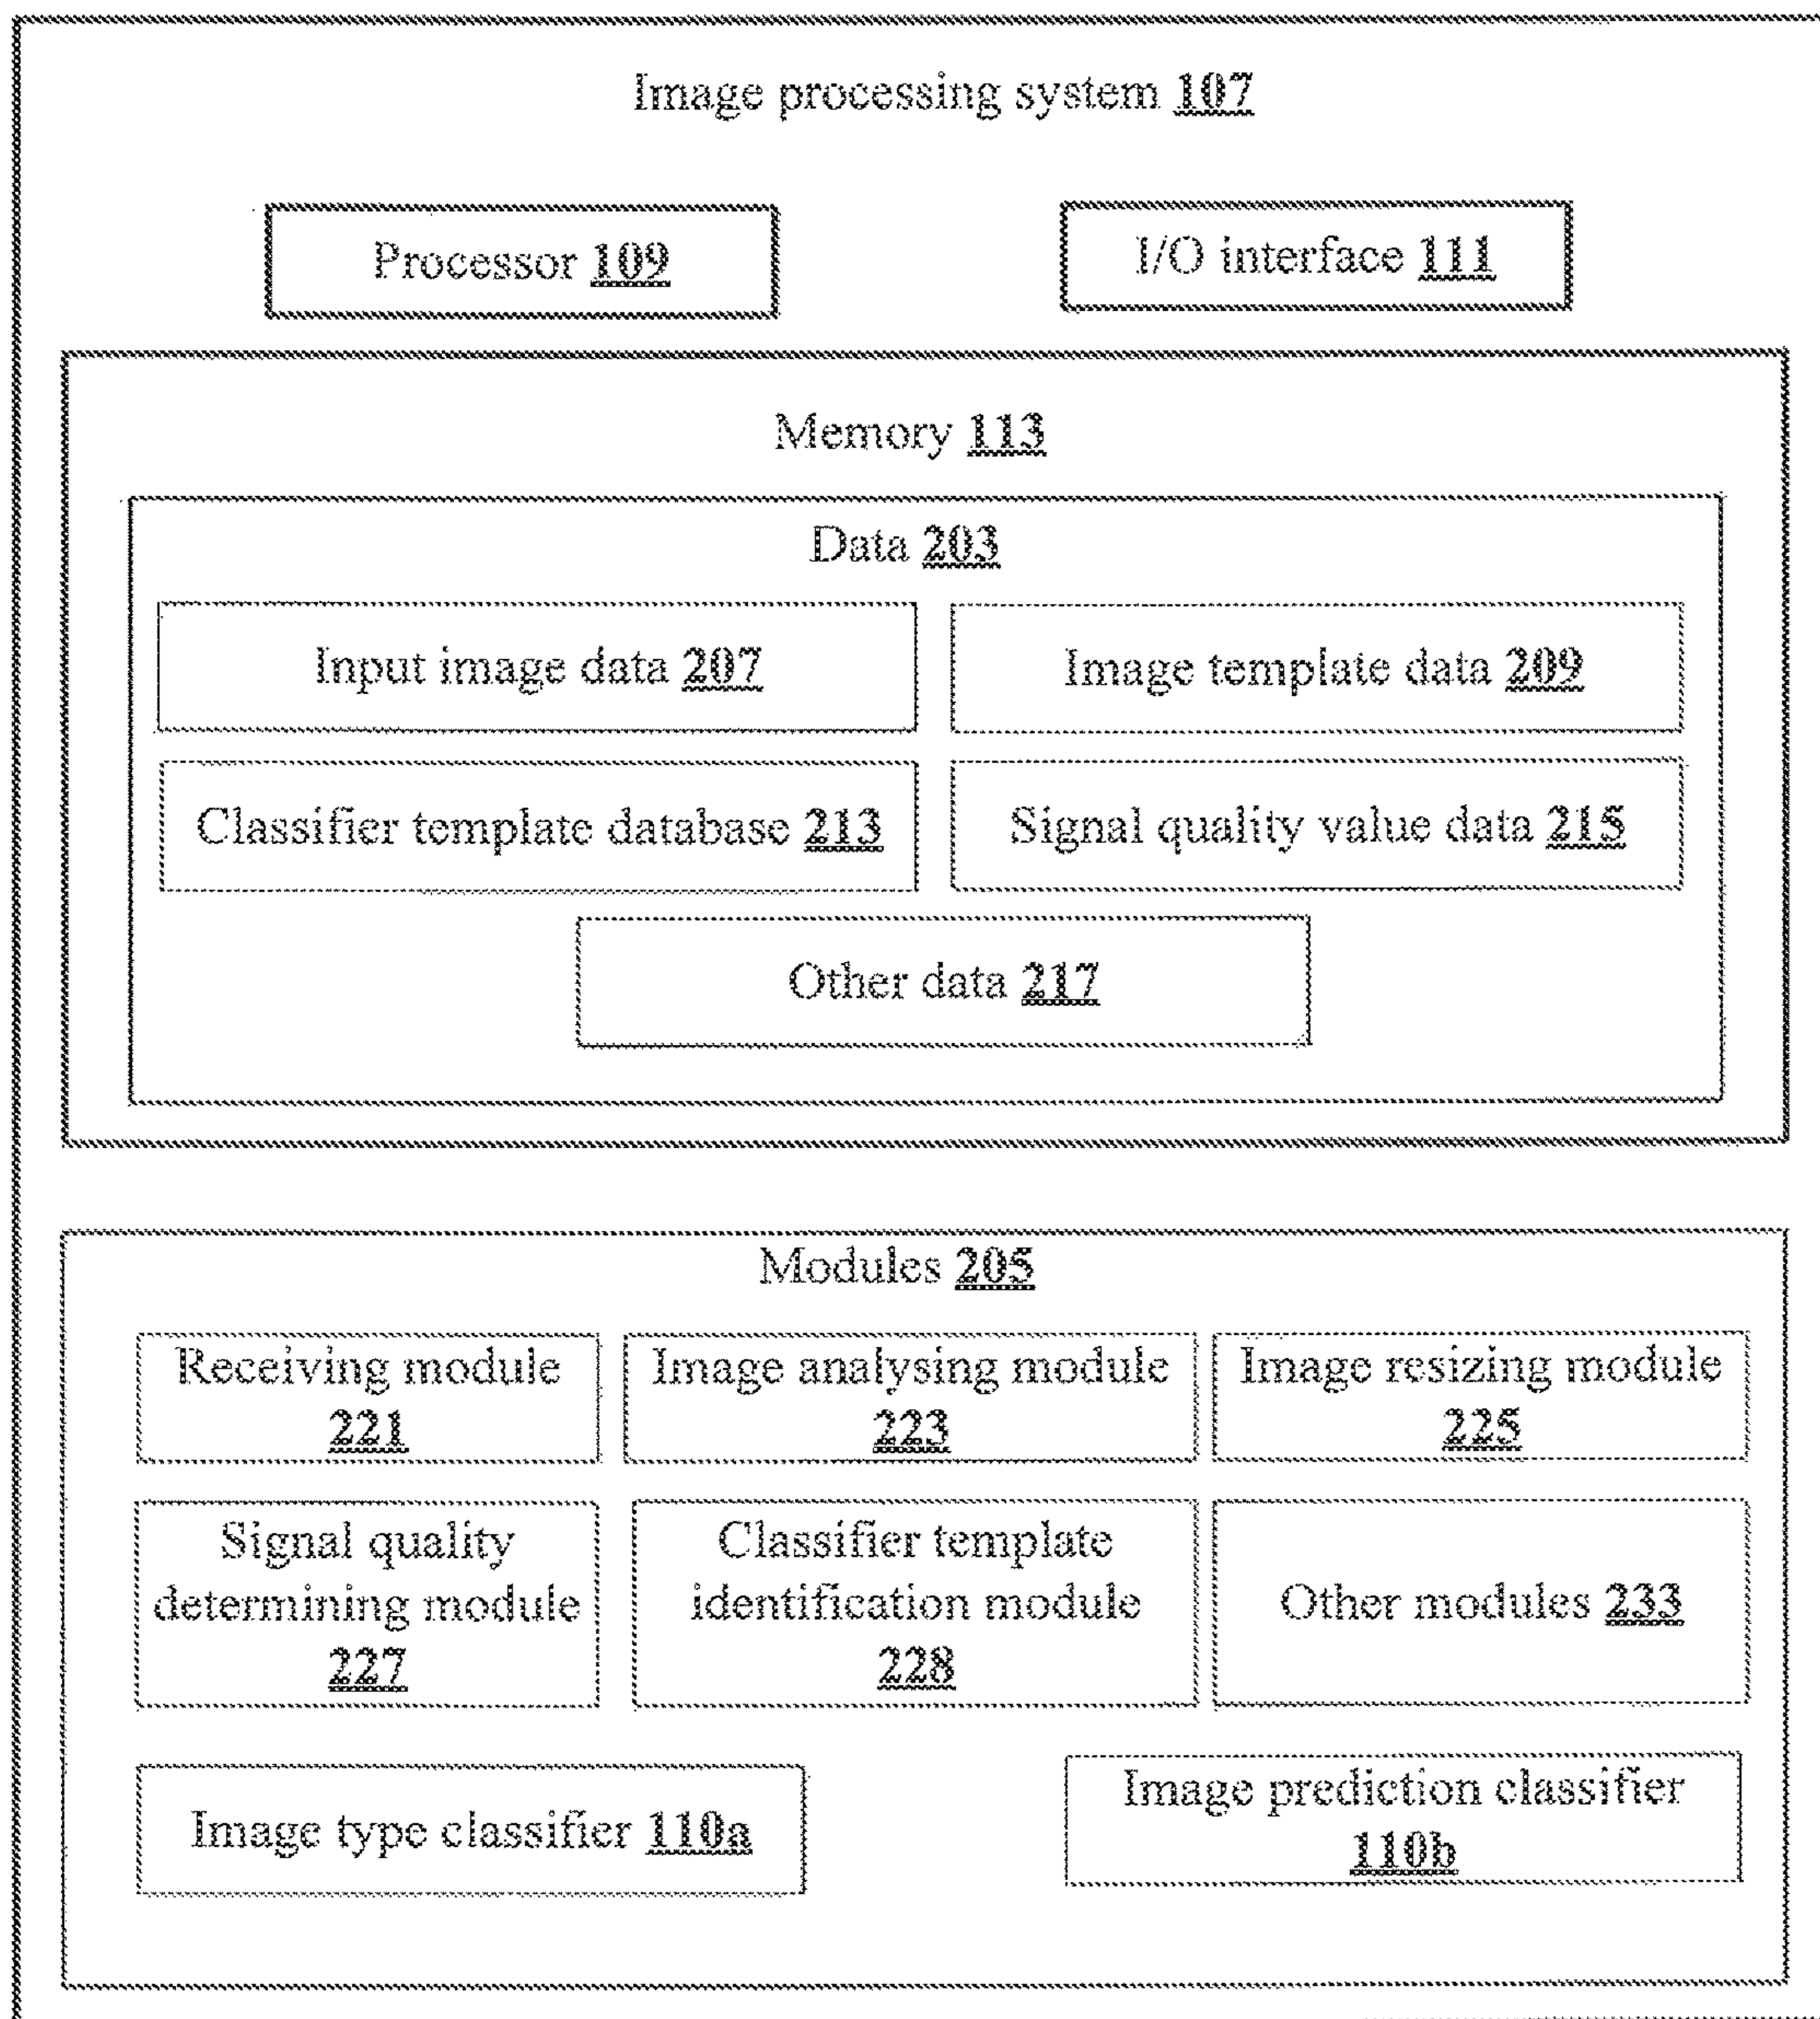 Image processing system 107
Processor 109
I/O interface 111
Memory 113
Data 203
Input image data 207
Image template data 209
Classifier template database 213
Signal quality value data 215
Other data 217
Modules 205
Receiving module
221
Image analysing module
223
Image resizing module
225
Signal quality
determining module
227
Classifier template
identification module
228
Other modules 233
Image type classifier 110a
Image prediction classifier
110b